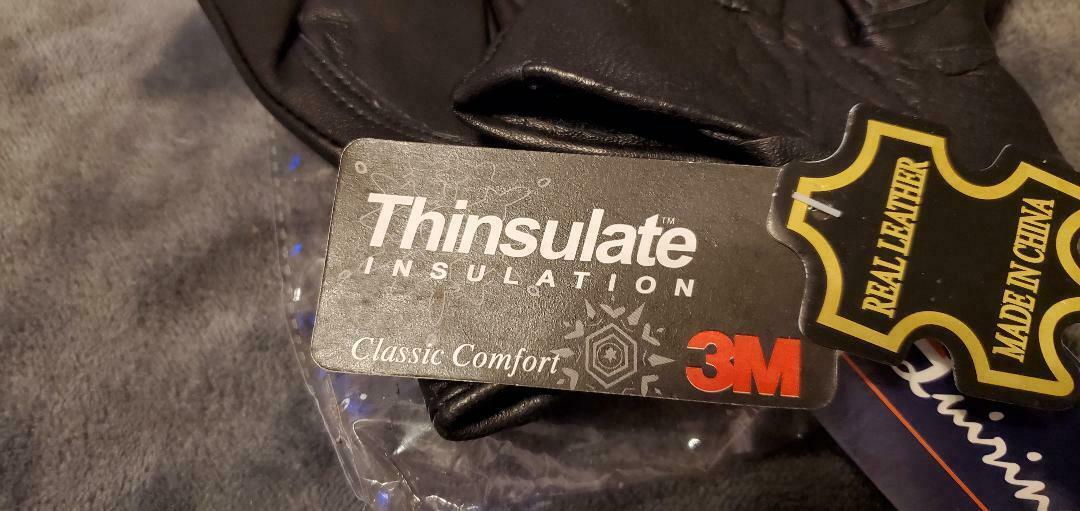 Thinsulate™
INSULATION
Classic Comfort
3M
REAL LEATHER
MADE IN CHINA